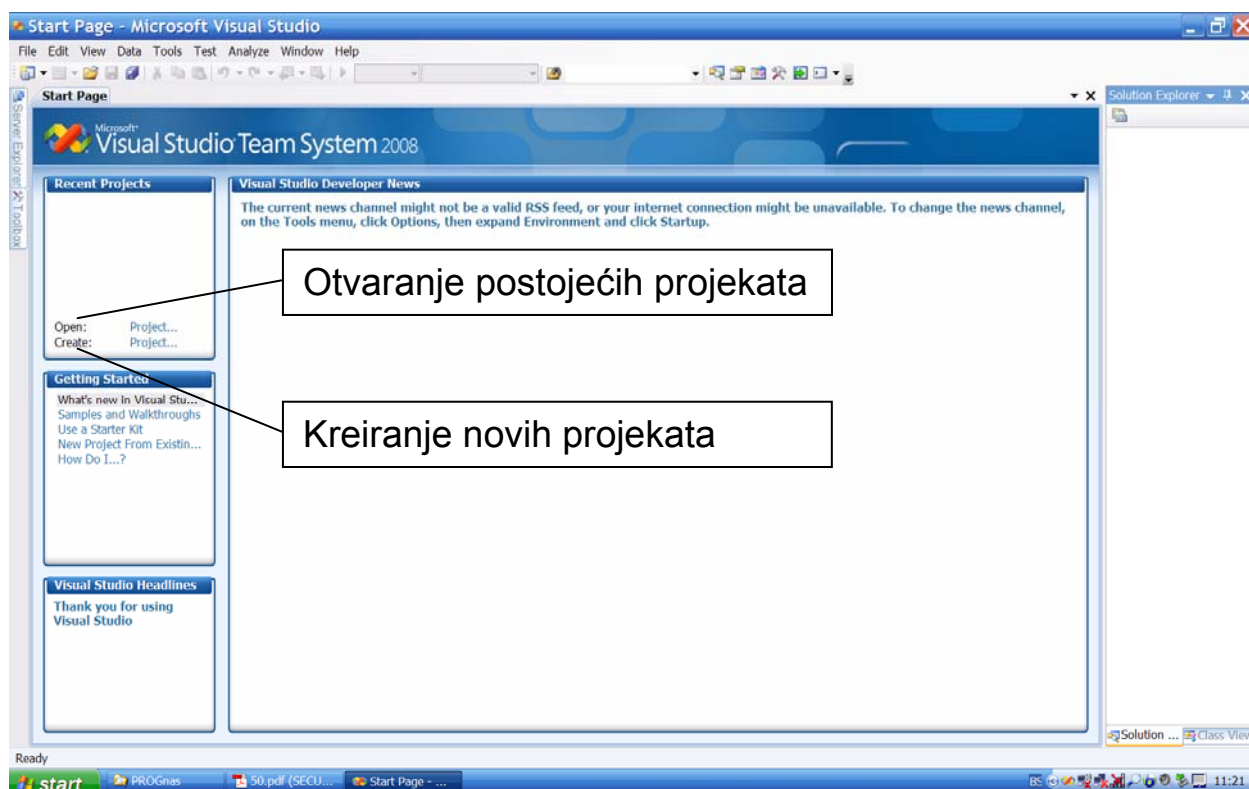 Start Page - Microsoft Visual Studio
File Edit View Data Tools Test Analyze Window Help
Start Page
Solution Explorer
Server Explorer
Toolbox
Microsoft
Visual Studio Team System 2008
Recent Projects
Open: Project...
Create: Project...
Visual Studio Developer News
The current news channel might not be a valid RSS feed, or your internet connection might be unavailable. To change the news channel,
on the Tools menu, click Options, then expand Environment and click Startup.
Otvaranje postojećih projekata
Kreiranje novih projekata
Getting Started
What's new in Visual Stu...
Samples and Walkthroughs
Use a Starter Kit
New Project From Existin...
How Do I...?
Visual Studio Headlines
Thank you for using
Visual Studio
Solution ... Class View
Ready
start PROGnas 50.pdf (SECU... Start Page - ... BS 11:21